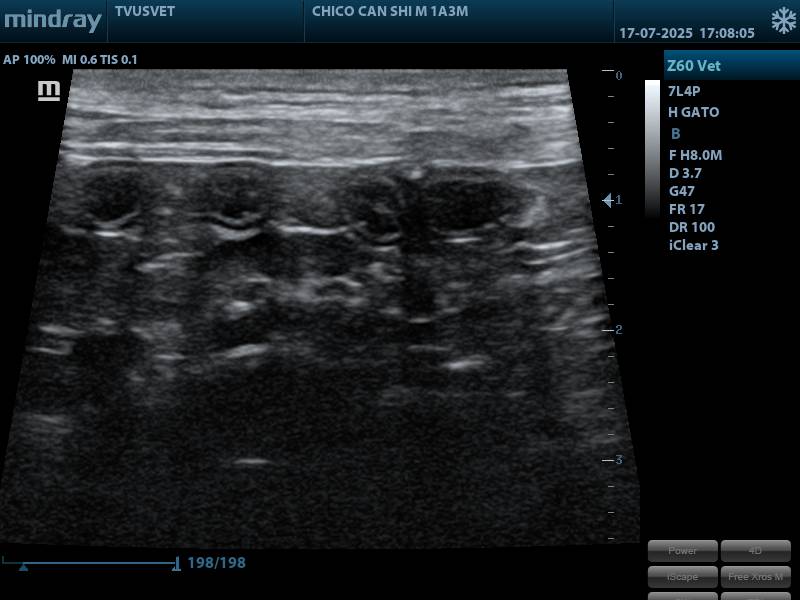 mindray
TVUSVET
CHICO CAN SHI M 1A3M
17-07-2025 17:08:05
AP 100% MI 0.6 TIS 0.1
m
0
1
2
3
Z60 Vet
7L4P
H GATO
B
F H8.0M
D 3.7
G47
FR 17
DR 100
iClear 3
198/198
Power
4D
iScape
Free Xros M